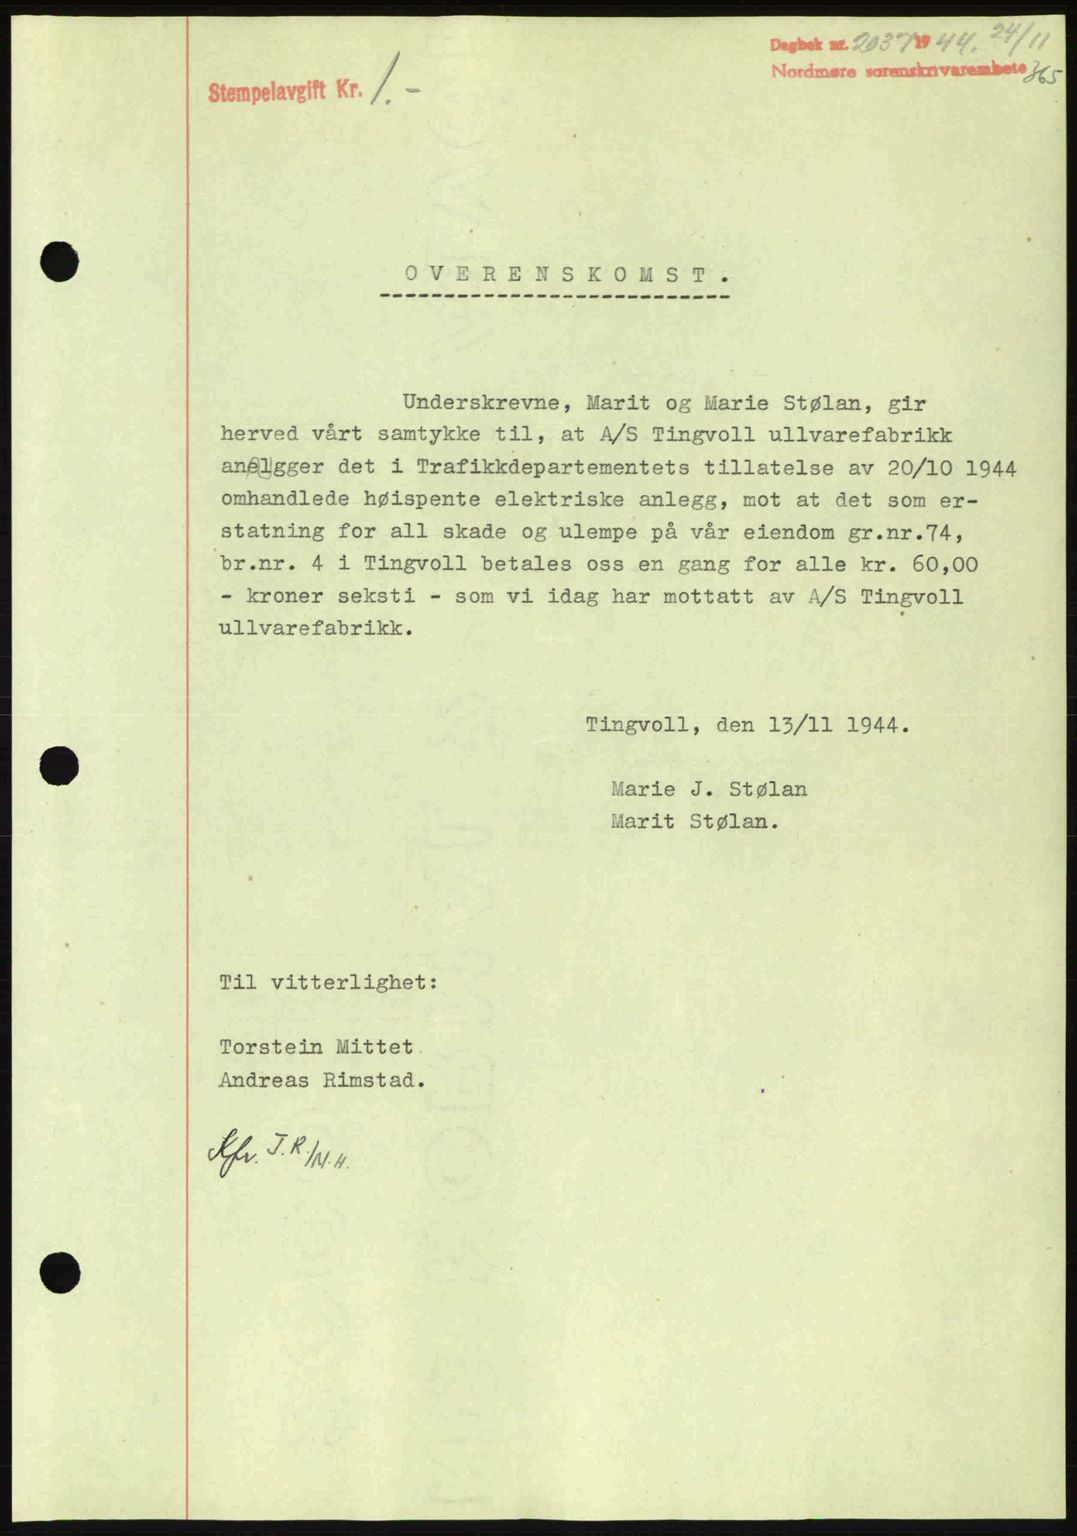 Dagbok nr. 2037 1944. 24/11
Nordmøre sorenskriverembete 365
Stempelavgift Kr. 1.-
OVERENSKOMST.
Underskrevne, Marit og Marie Stølan, gir
herved vårt samtykke til, at A/S Tingvoll ullvarefabrikk
anelgger det i Trafikkdepartementets tillatelse av 20/10 1944
omhandlede høispente elektriske anlegg, mot at det som er-
statning for all skade og ulempe på vår eiendom gr.nr.74,
br.nr. 4 i Tingvoll betales oss en gang for alle kr. 60,00
- kroner seksti - som vi idag har mottatt av A/S Tingvoll
ullvarefabrikk.
Tingvoll, den 13/11 1944.
Marie J. Stølan
Marit Stølan.
Til vitterlighet:
Torstein Mittet
Andreas Rimstad.
Kfr. J.R./M.H.